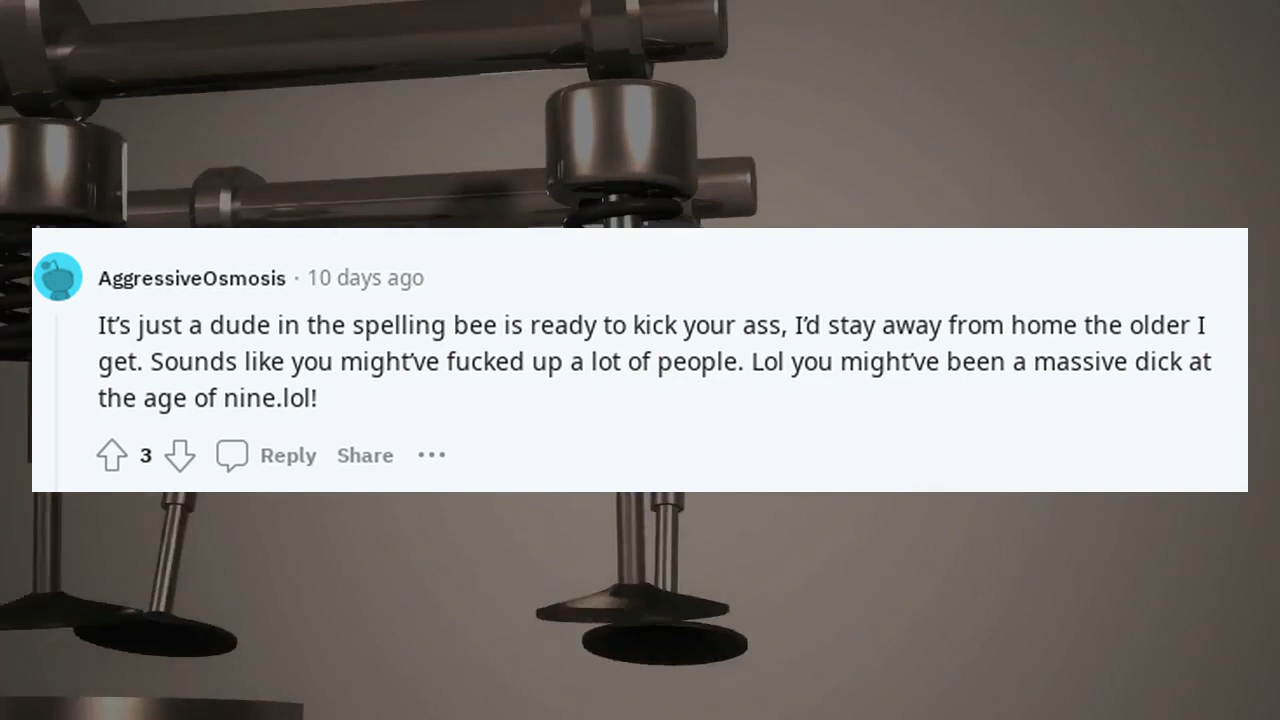 AggressiveOsmosis · 10 days ago
It’s just a dude in the spelling bee is ready to kick your ass, I’d stay away from home the older I
get. Sounds like you might’ve fucked up a lot of people. Lol you might’ve been a massive dick at
the age of nine.lol!
3 Reply Share